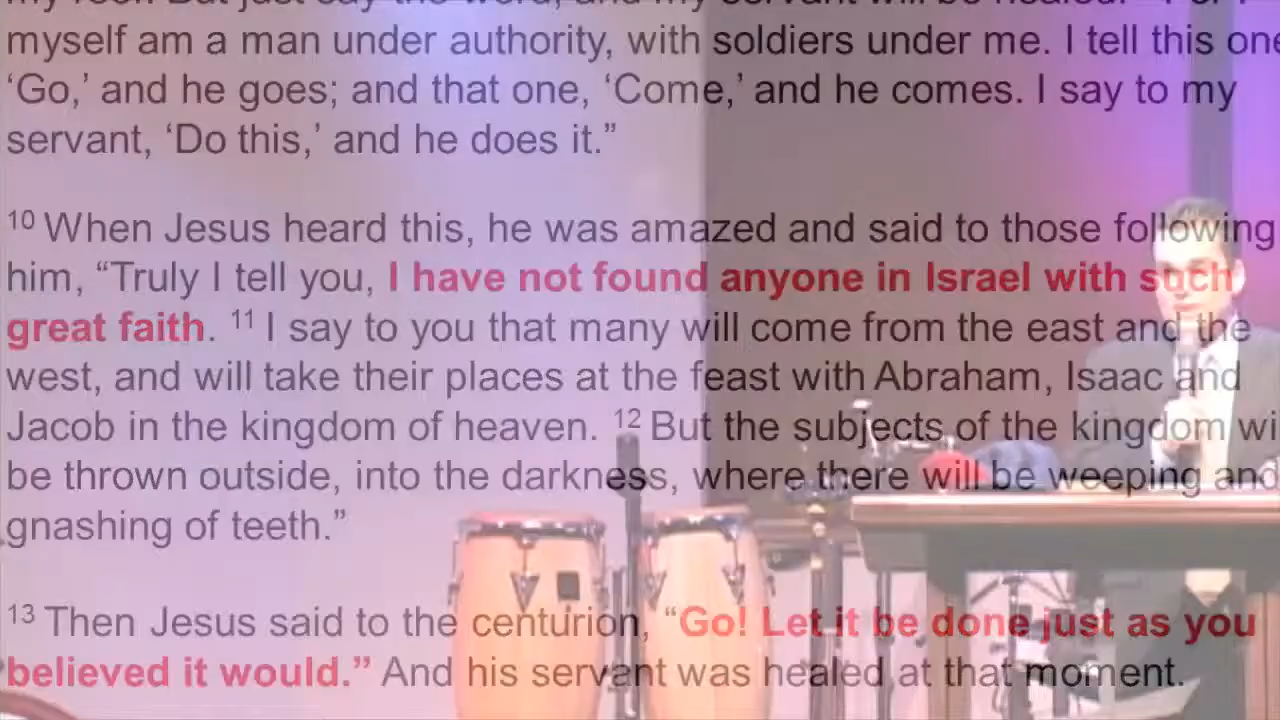 myself am a man under authority, with soldiers under me. I tell this one
‘Go,’ and he goes; and that one, ‘Come,’ and he comes. I say to my
servant, ‘Do this,’ and he does it.”
10 When Jesus heard this, he was amazed and said to those following
him, “Truly I tell you, I have not found anyone in Israel with such
great faith. 11 I say to you that many will come from the east and the
west, and will take their places at the feast with Abraham, Isaac and
Jacob in the kingdom of heaven. 12 But the subjects of the kingdom wi
be thrown outside, into the darkness, where there will be weeping and
gnashing of teeth.”
13 Then Jesus said to the centurion, “Go! Let it be done just as you
believed it would.” And his servant was healed at that moment.